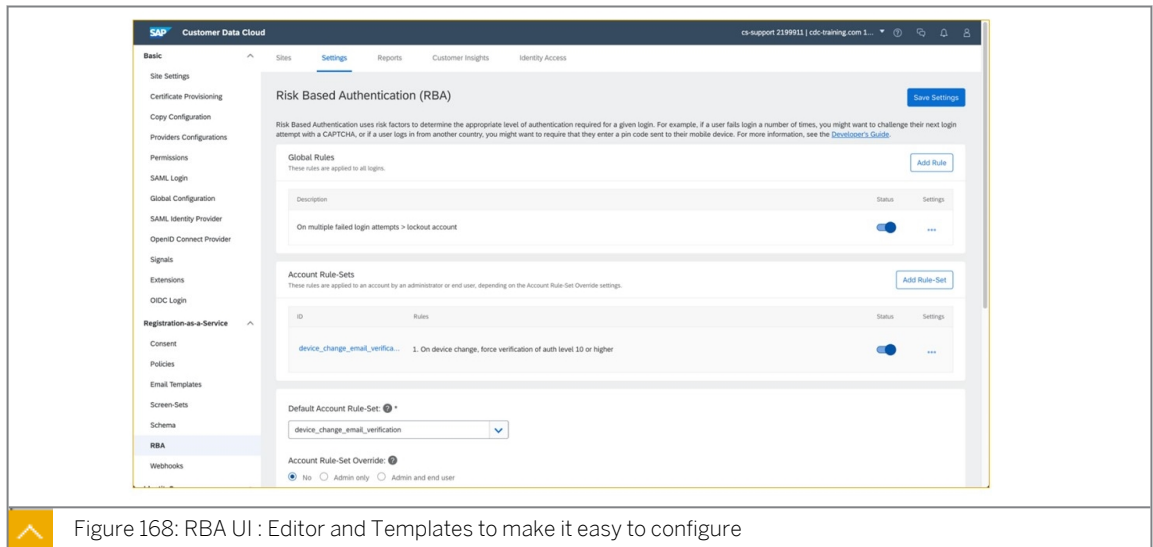 SAP Customer Data Cloud
cs-support 2199911 | cdc-training.com 1...
Basic
Site Settings
Certificate Provisioning
Copy Configuration
Providers Configurations
Permissions
SAML Login
Global Configuration
SAML Identity Provider
OpenID Connect Provider
Signals
Extensions
OIDC Login
Registration-as-a-Service
Consent
Policies
Email Templates
Screen-Sets
Schema
RBA
Webhooks
Sites Settings Reports Customer Insights Identity Access
Risk Based Authentication (RBA)
Save Settings
Risk Based Authentication uses risk factors to determine the appropriate level of authentication required for a given login. For example, if a user fails login a number of times, you might want to challenge their next login
attempt with a CAPTCHA, or if a user logs in from another country, you might want to require that they enter a pin code sent to their mobile device. For more information, see the Developer's Guide.
Global Rules
These rules are applied to all logins.
Add Rule
Description Status Settings
On multiple failed login attempts > lockout account ...
Account Rule-Sets
These rules are applied to an account by an administrator or end user, depending on the Account Rule-Set Override settings.
Add Rule-Set
ID Rules Status Settings
device_change_email_verifica... 1. On device change, force verification of auth level 10 or higher ...
Default Account Rule-Set: ? *
device_change_email_verification
Account Rule-Set Override: ?
No Admin only Admin and end user
Figure 168: RBA UI : Editor and Templates to make it easy to configure